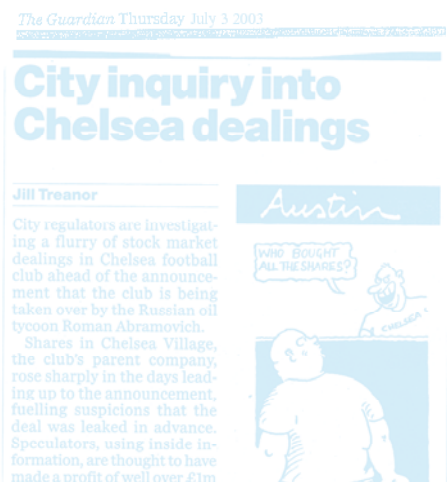 The Guardian Thursday July 3 2003
City inquiry into
Chelsea dealings
Jill Treanor
City regulators are investigat-
ing a flurry of stock market
dealings in Chelsea football
club ahead of the announce-
ment that the club is being
taken over by the Russian oil
tycoon Roman Abramovich.
Shares in Chelsea Village,
the club's parent company,
rose sharply in the days lead-
ing up to the announcement,
fuelling suspicions that the
deal was leaked in advance.
Speculators, using inside in-
formation, are thought to have
made a profit of well over £1m
Austin
WHO BOUGHT
ALL THE SHARES?
CHELSEA